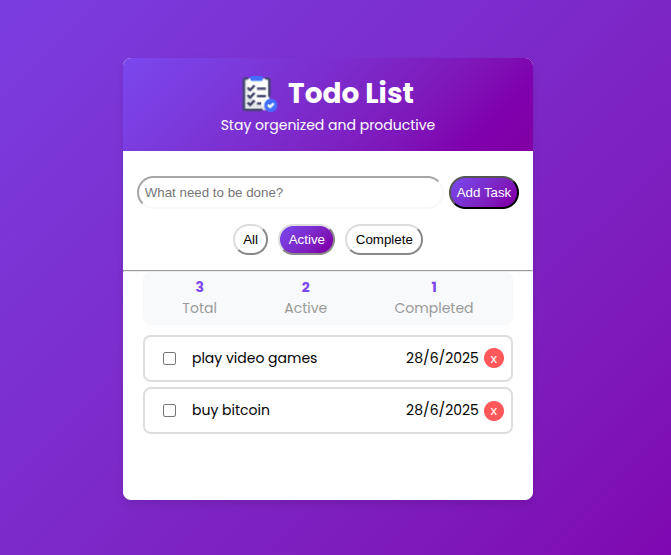 Todo List
Stay orgenized and productive
What need to be done? Add Task
All Active Complete
3 2 1
Total Active Completed
play video games 28/6/2025 x
buy bitcoin 28/6/2025 x